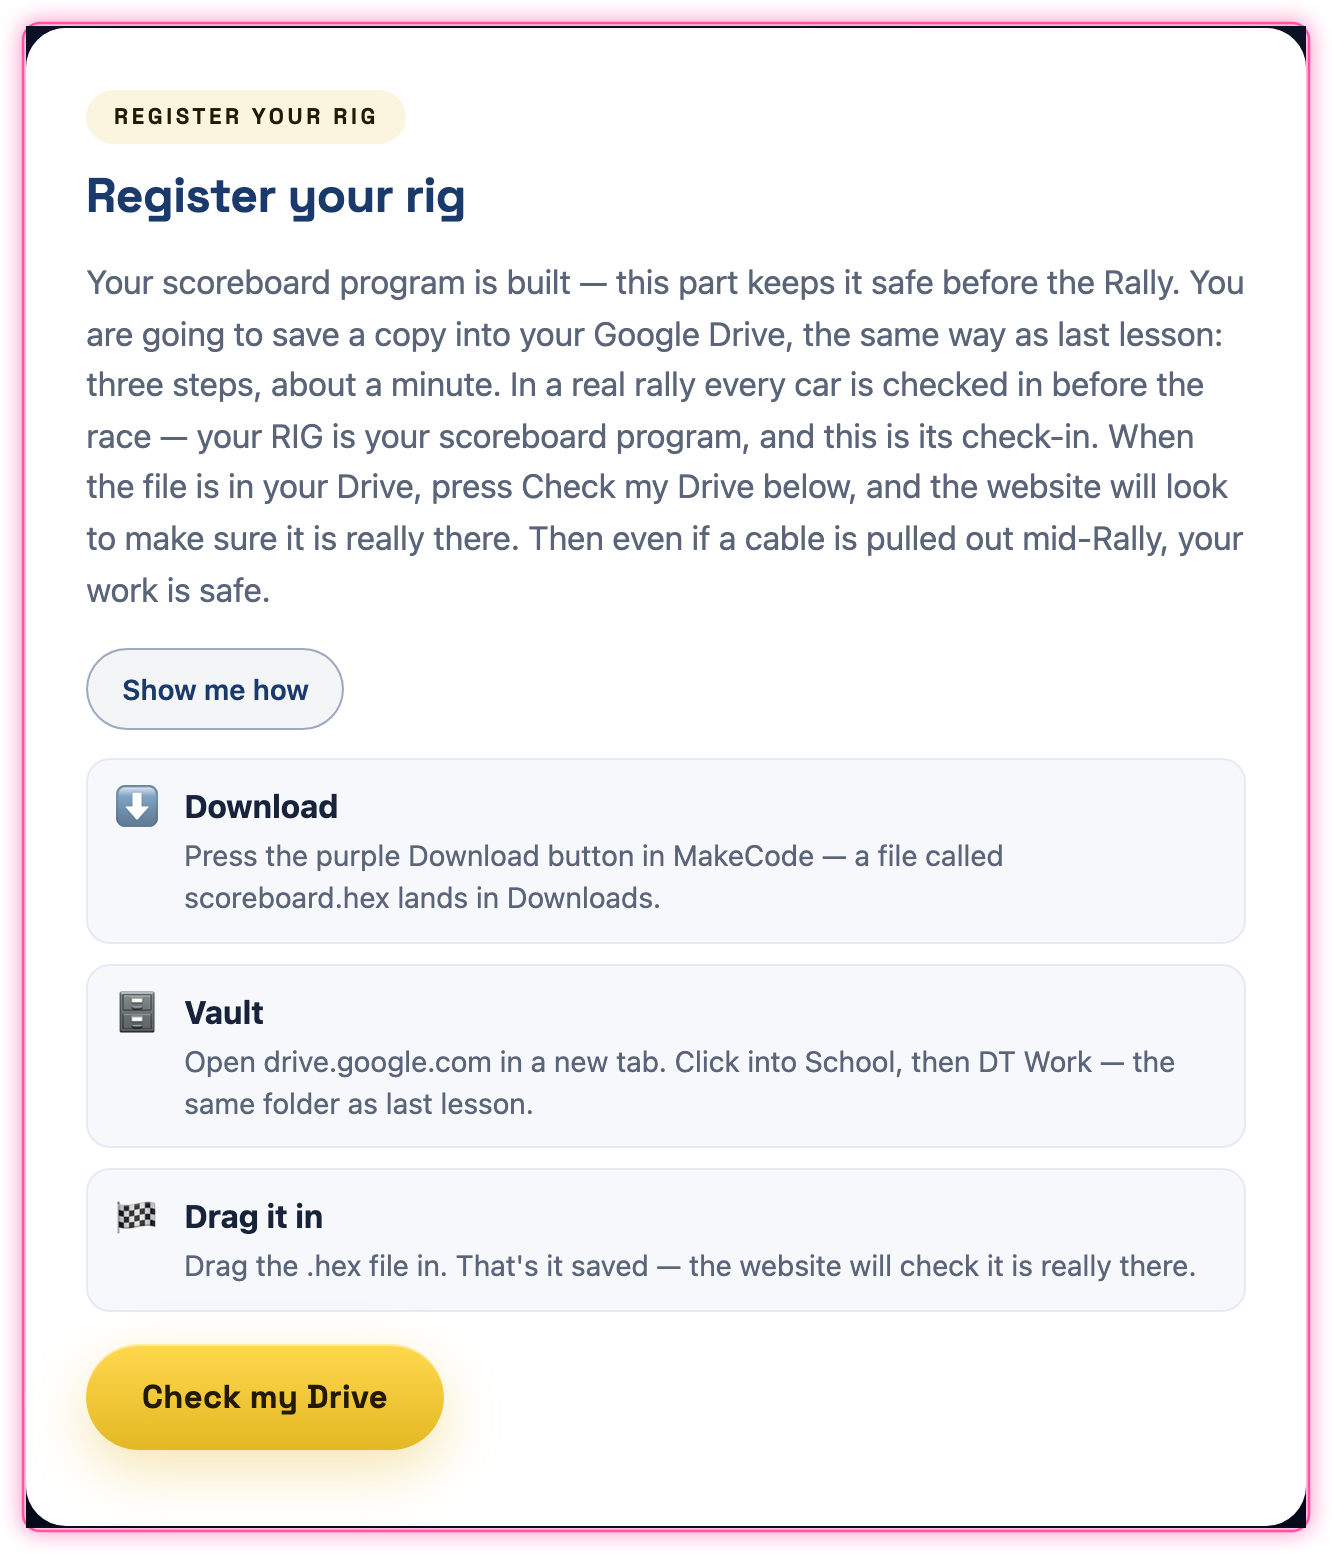 REGISTER YOUR RIG
Register your rig
Your scoreboard program is built — this part keeps it safe before the Rally. You
are going to save a copy into your Google Drive, the same way as last lesson:
three steps, about a minute. In a real rally every car is checked in before the
race — your RIG is your scoreboard program, and this is its check-in. When
the file is in your Drive, press Check my Drive below, and the website will look
to make sure it is really there. Then even if a cable is pulled out mid-Rally, your
work is safe.
Show me how
Download
Press the purple Download button in MakeCode — a file called
scoreboard.hex lands in Downloads.
Vault
Open drive.google.com in a new tab. Click into School, then DT Work — the
same folder as last lesson.
Drag it in
Drag the .hex file in. That's it saved — the website will check it is really there.
Check my Drive